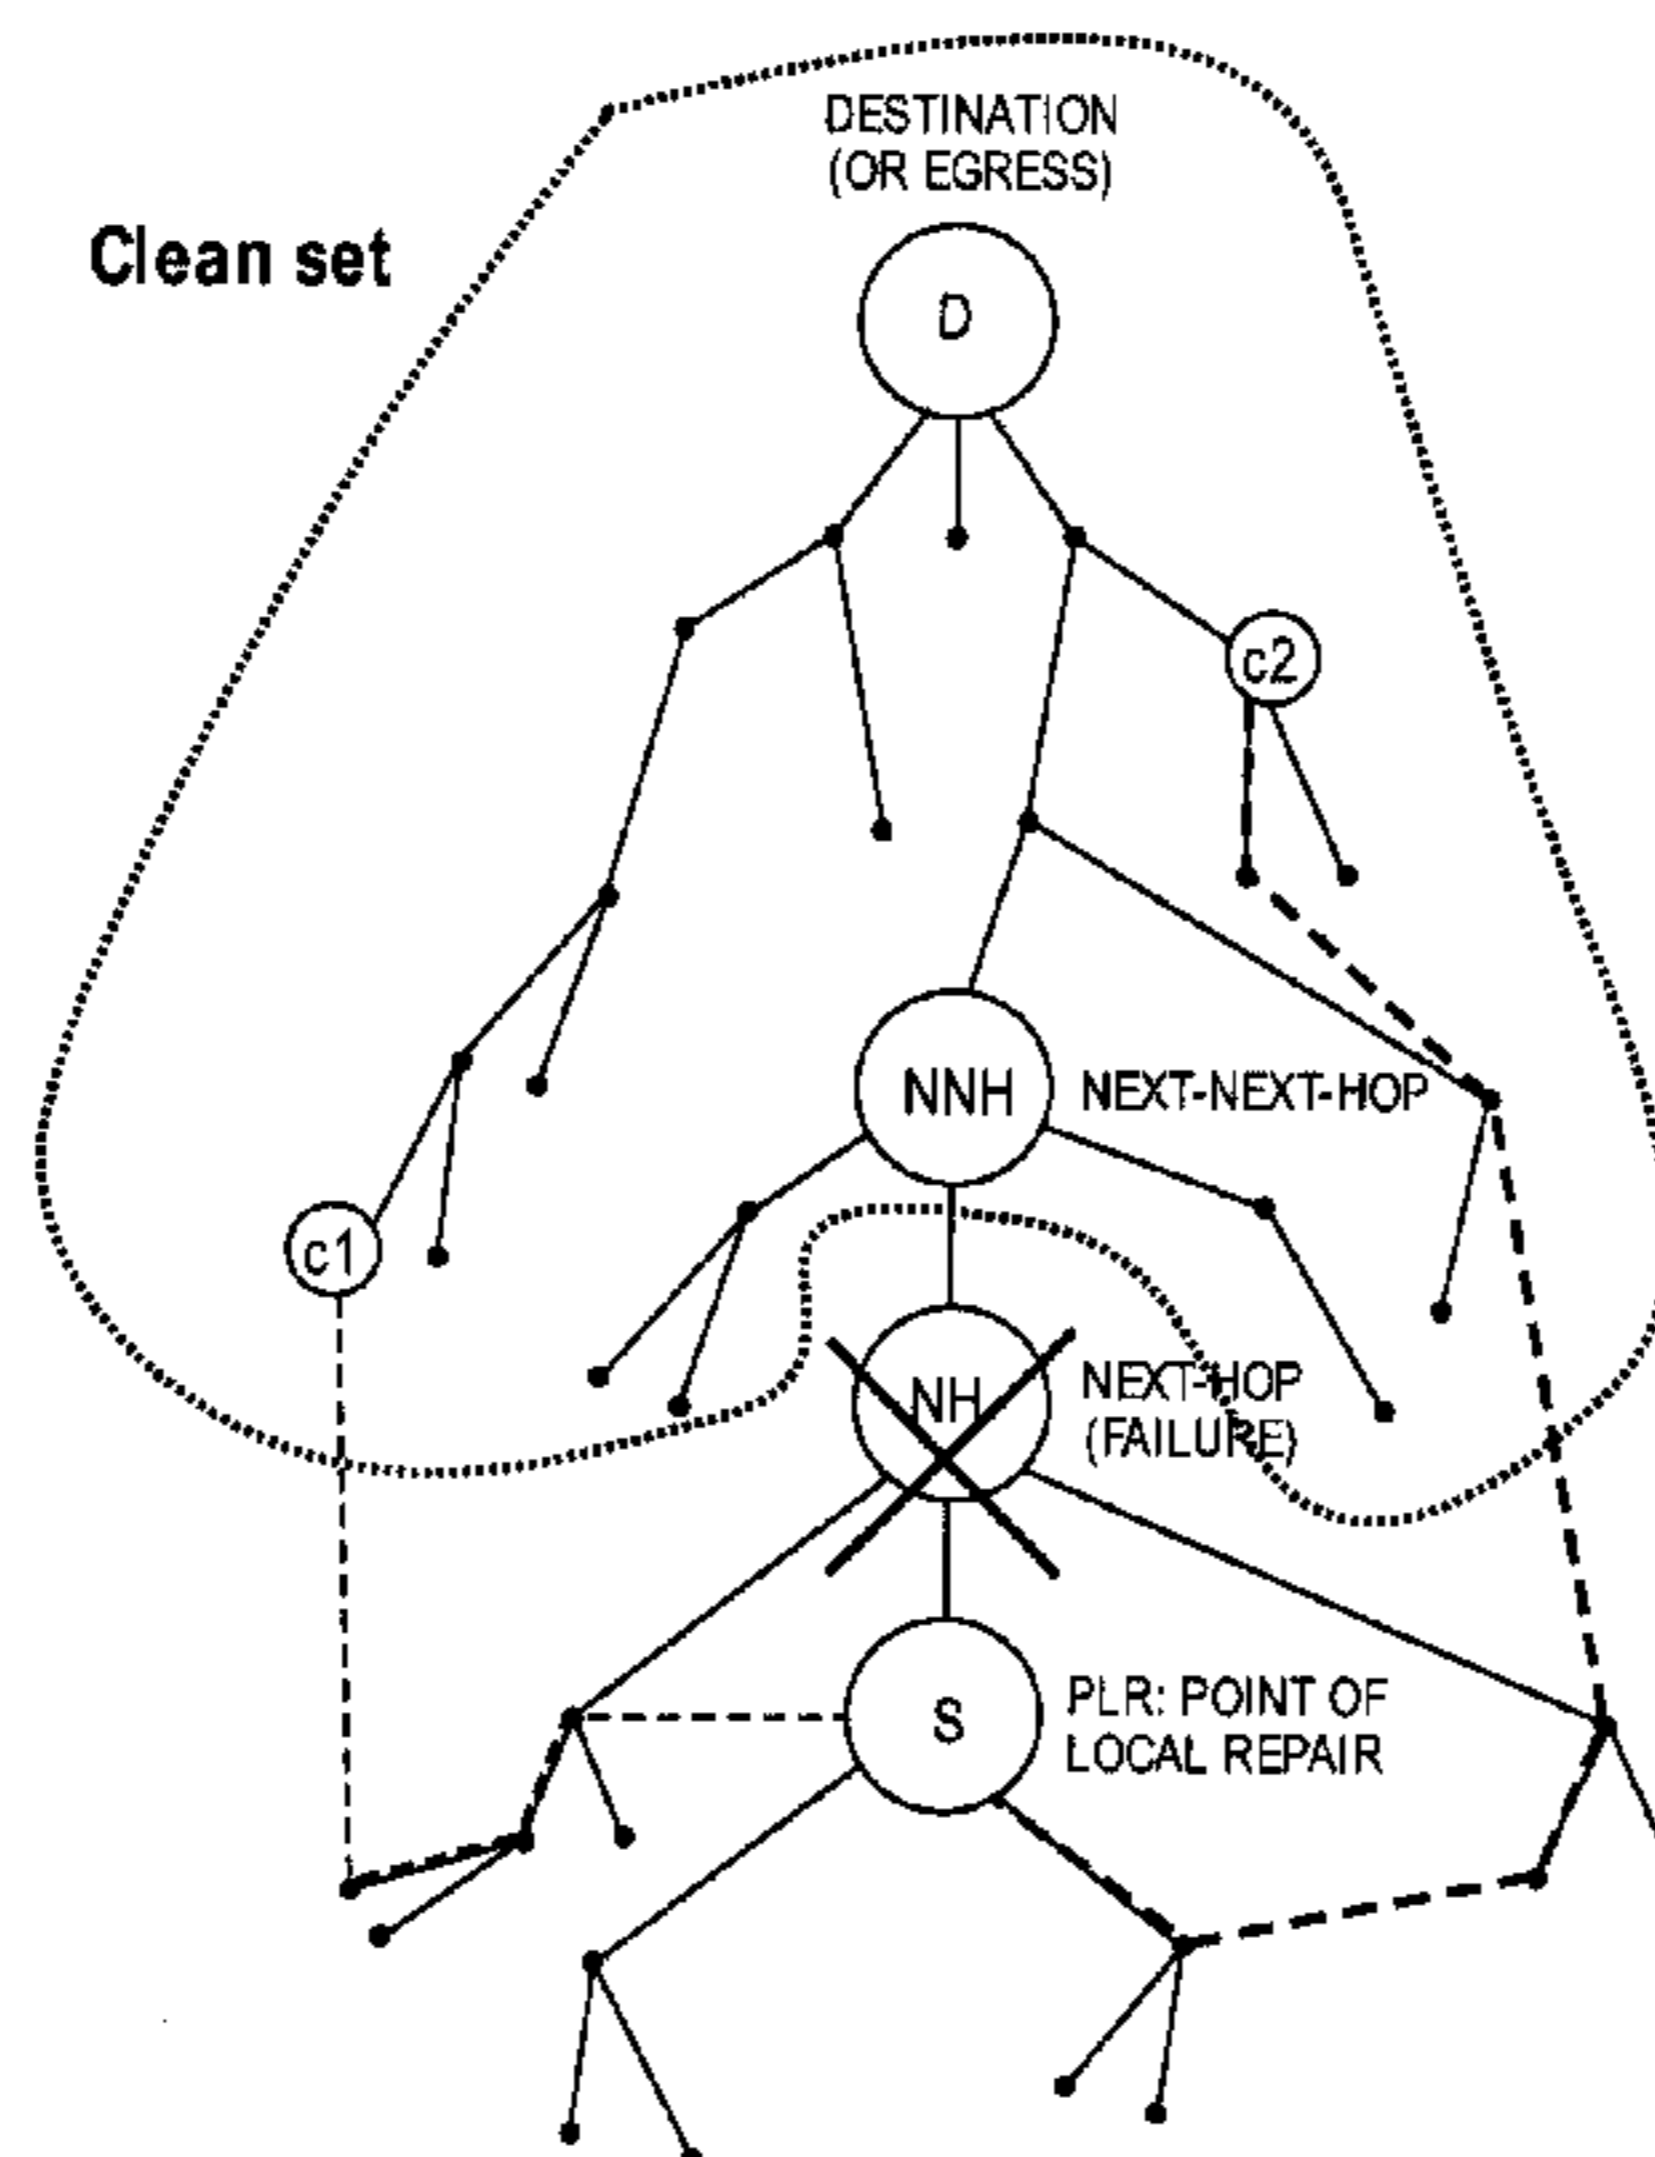 DESTINATION
(OR EGRESS)
Clean set
D
c2
NNH
NEXT-NEXT-HOP
c1
NH
NEXT-HOP
(FAILURE)
S
PLR: POINT OF
LOCAL REPAIR